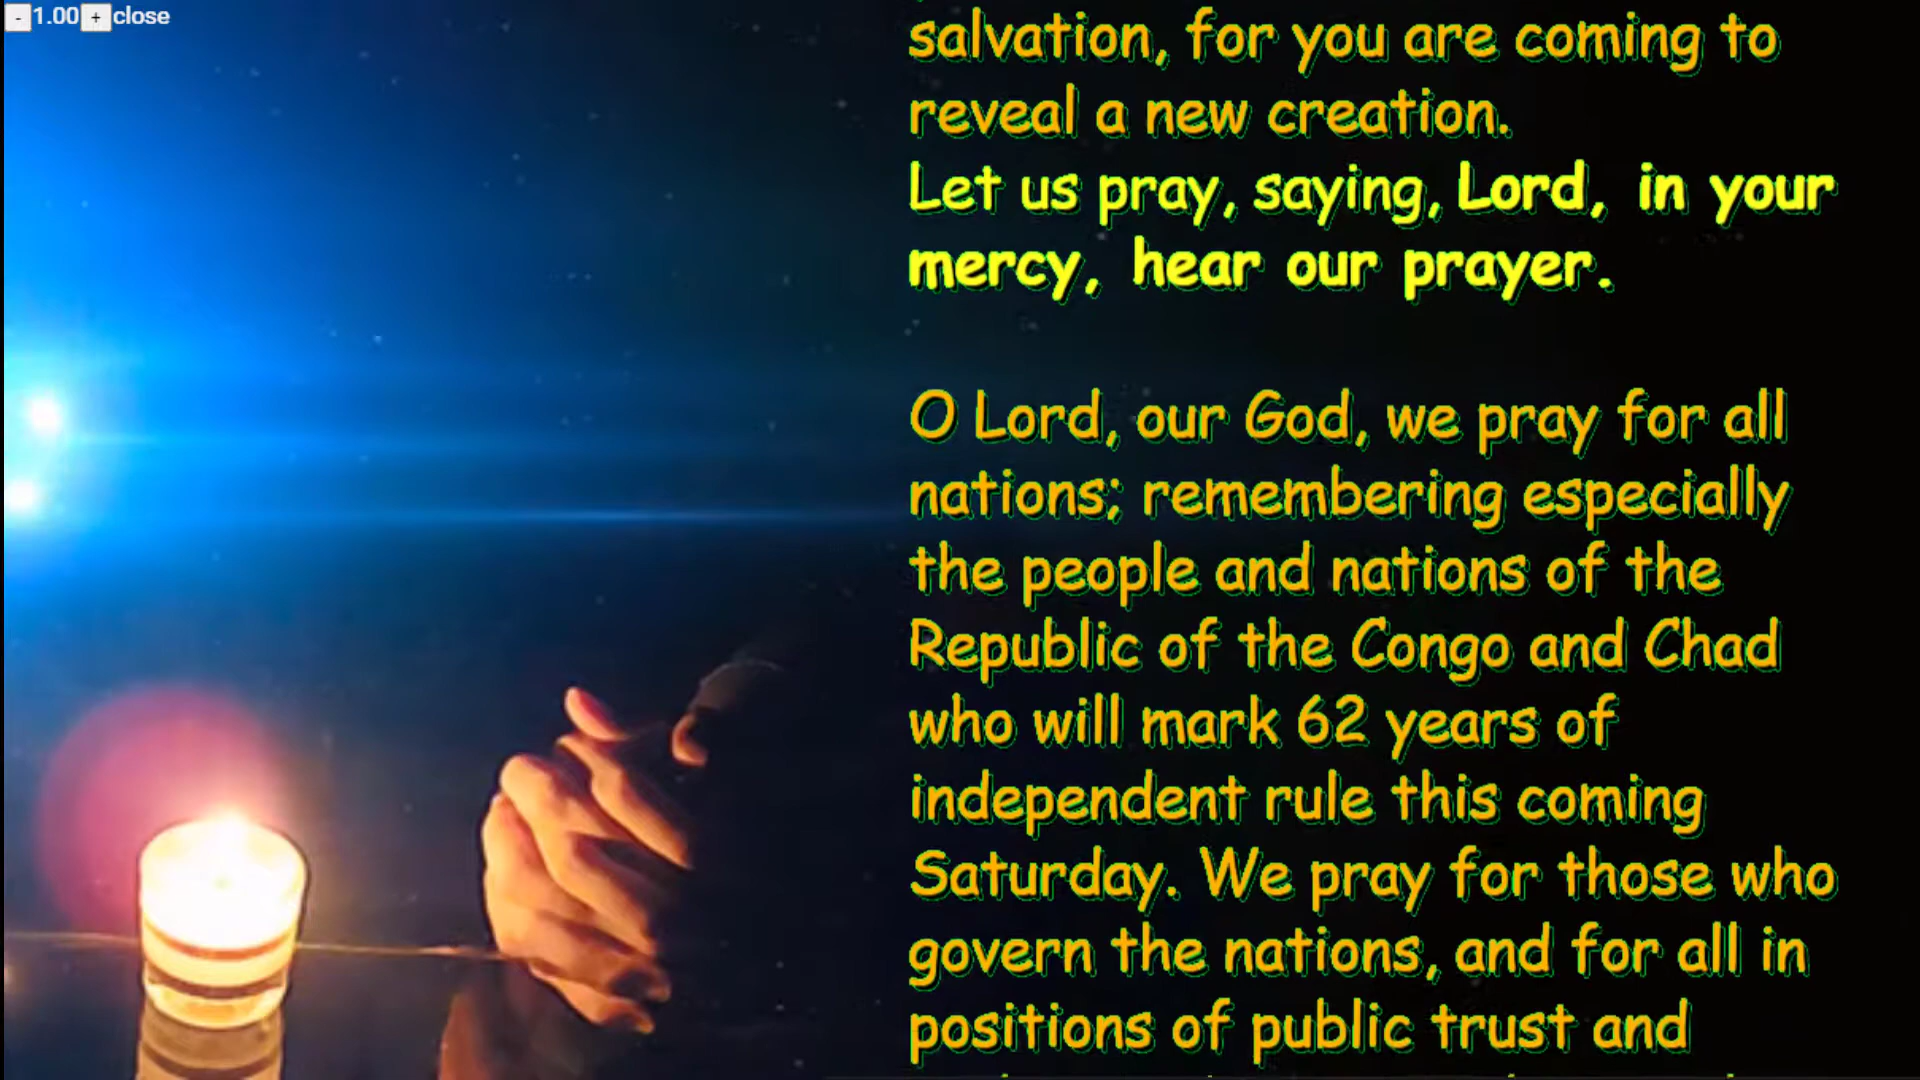 - 1.00 + close
salvation, for you are coming to
reveal a new creation.
Let us pray, saying, Lord, in your
mercy, hear our prayer.
O Lord, our God, we pray for all
nations; remembering especially
the people and nations of the
Republic of the Congo and Chad
who will mark 62 years of
independent rule this coming
Saturday. We pray for those who
govern the nations, and for all in
positions of public trust and